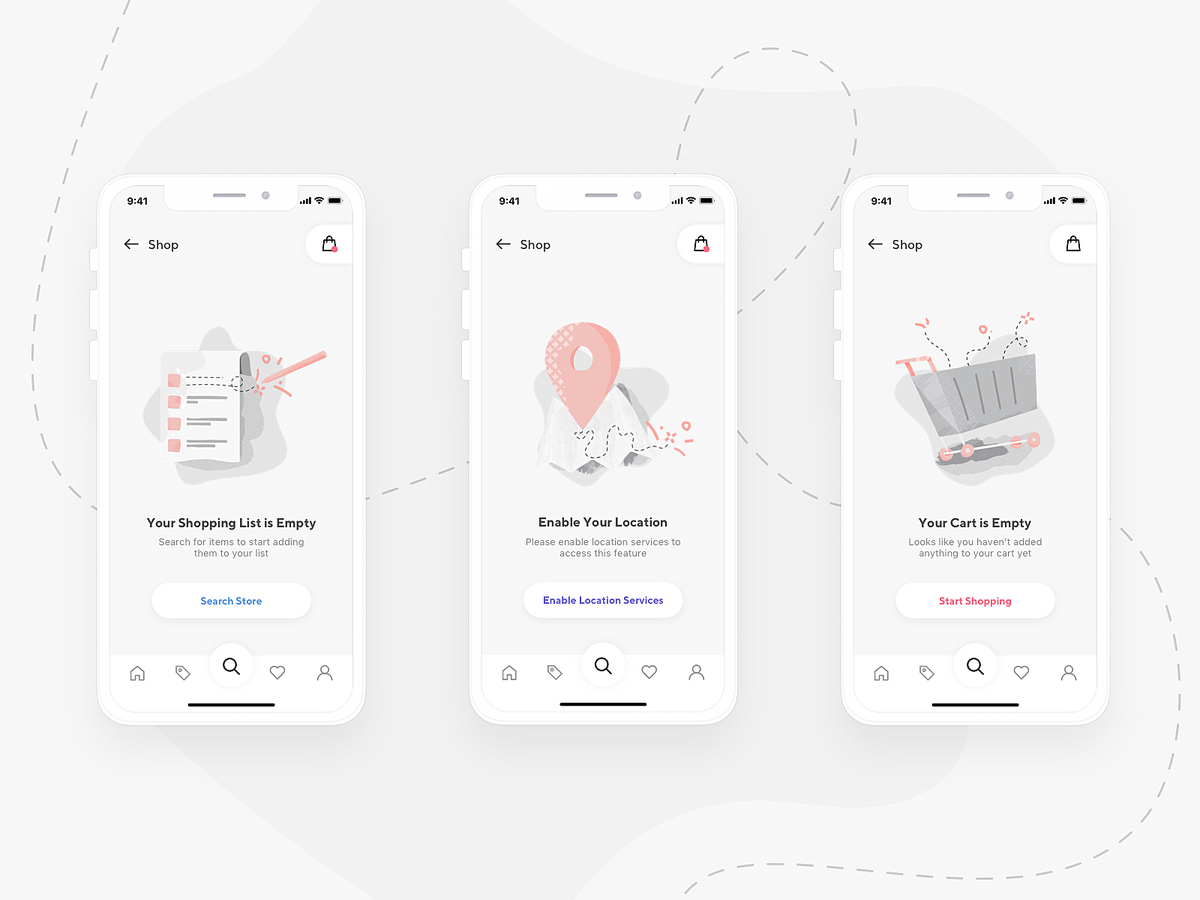 9:41
Shop
Your Shopping List is Empty
Search for items to start adding
them to your list
Search Store
9:41
Shop
Enable Your Location
Please enable location services to
access this feature
Enable Location Services
9:41
Shop
Your Cart is Empty
Looks like you haven't added
anything to your cart yet
Start Shopping